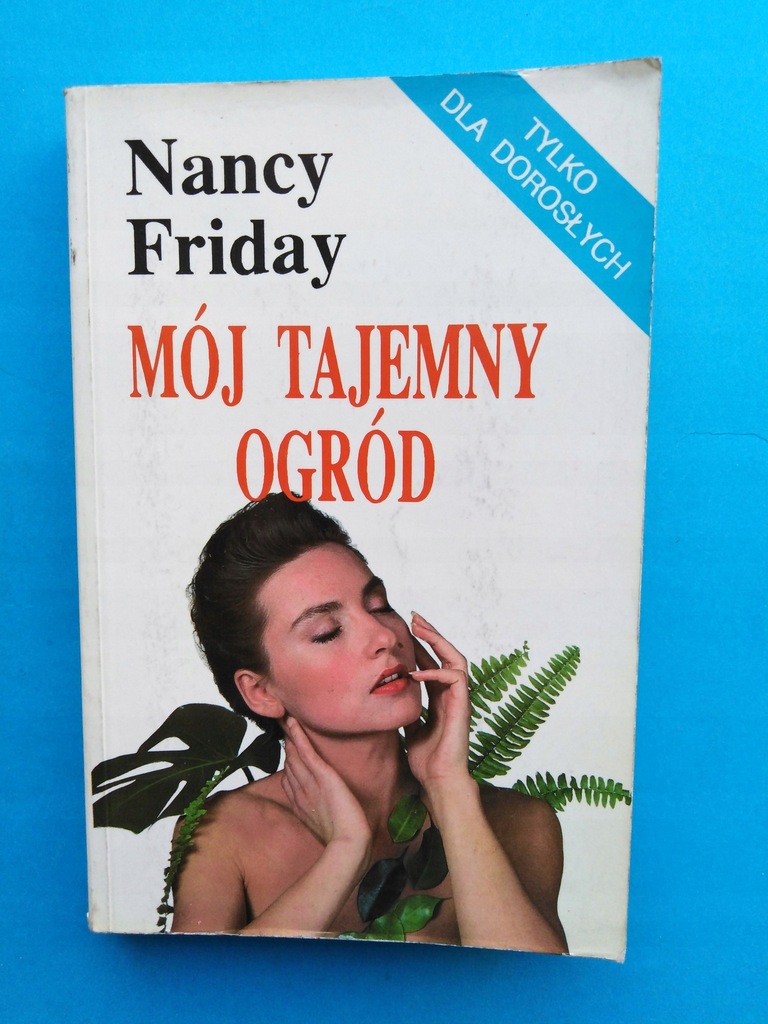 Nancy
Friday
TYLKO
DLA DOROSŁYCH
MÓJ TAJEMNY
OGRÓD